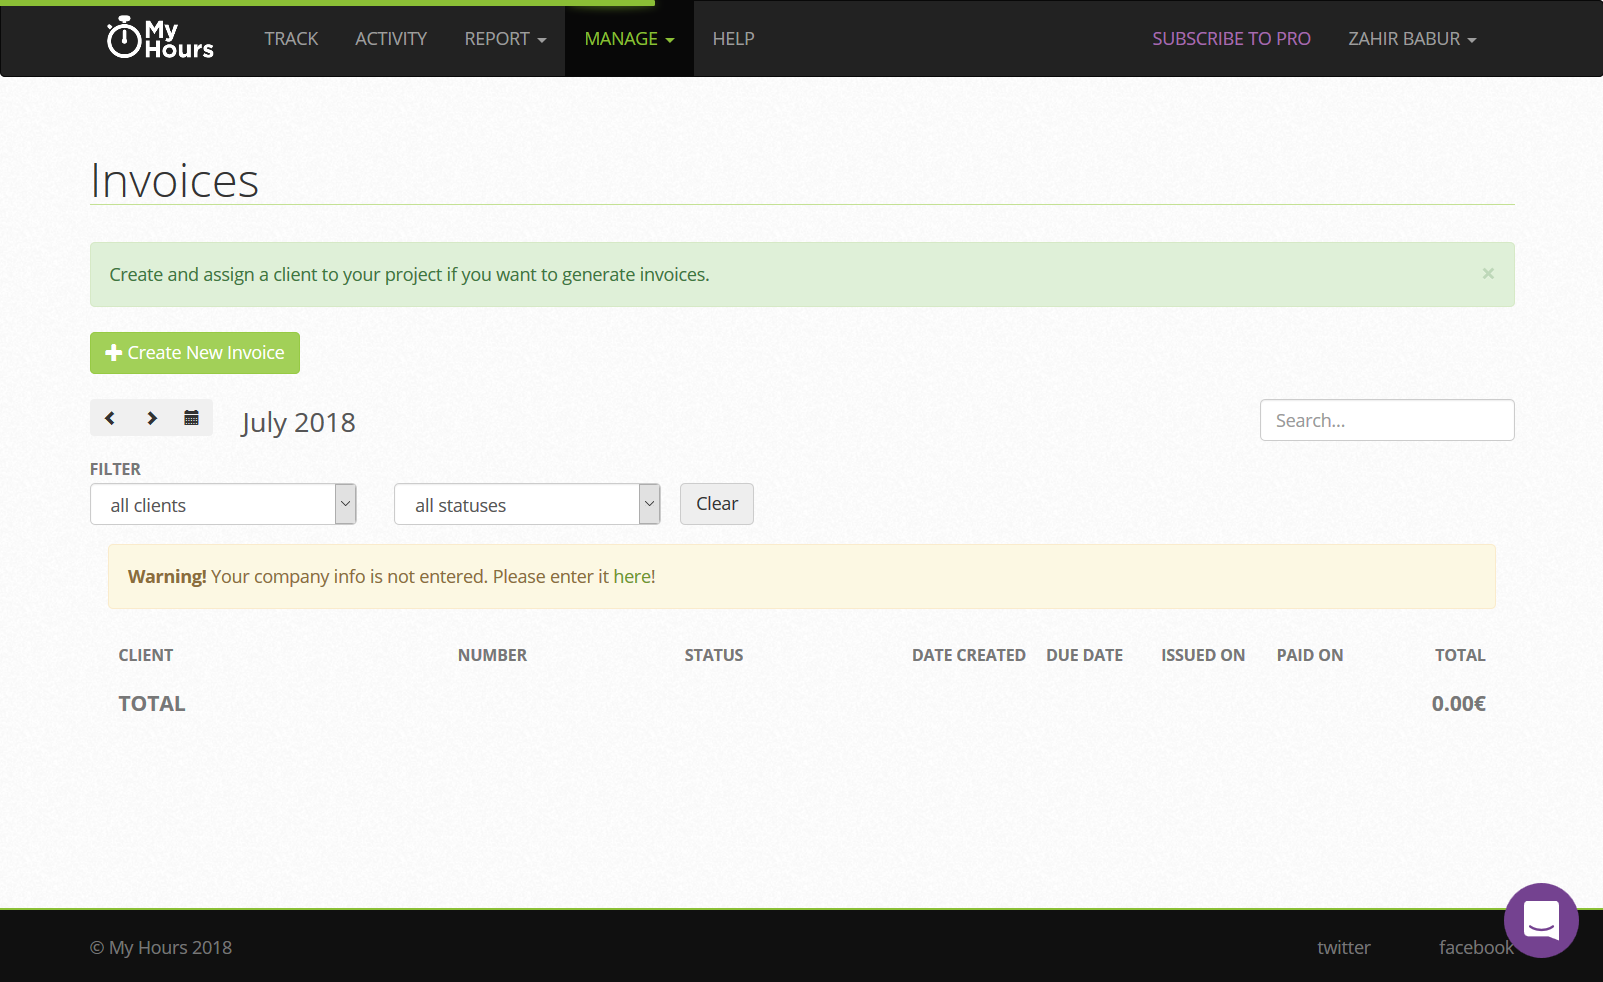 My Hours
TRACK
ACTIVITY
REPORT
MANAGE
HELP
SUBSCRIBE TO PRO
ZAHIR BABUR
Invoices
Create and assign a client to your project if you want to generate invoices.
×
Create New Invoice
July 2018
Search...
FILTER
all clients
all statuses
Clear
Warning! Your company info is not entered. Please enter it here!
CLIENT NUMBER STATUS DATE CREATED DUE DATE ISSUED ON PAID ON TOTAL
TOTAL 0.00€
© My Hours 2018
twitter
facebook